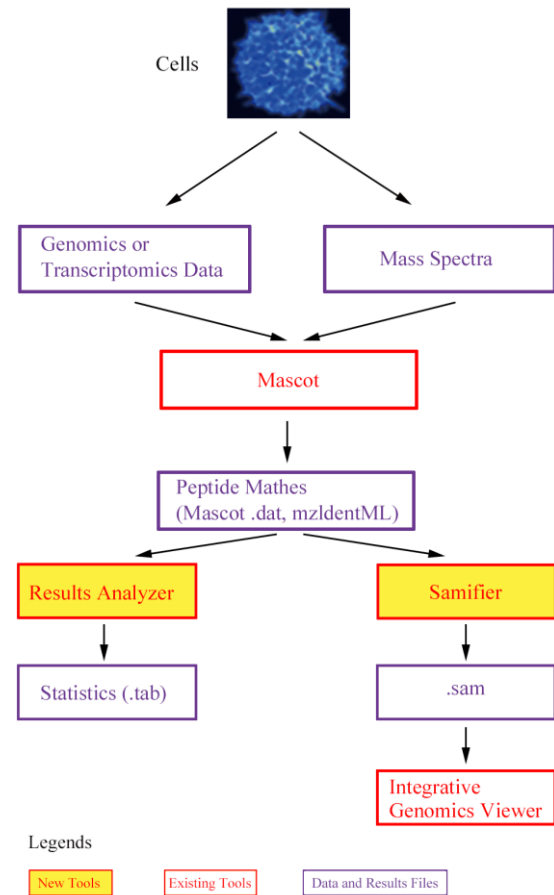 Cells
Genomics or
Transcriptomics Data
Mass Spectra
Mascot
Peptide Mathes
(Mascot .dat, mzldentML)
Results Analyzer
Samifier
Statistics (.tab)
.sam
Integrative
Genomics Viewer
Legends
New Tools
Existing Tools
Data and Results Files